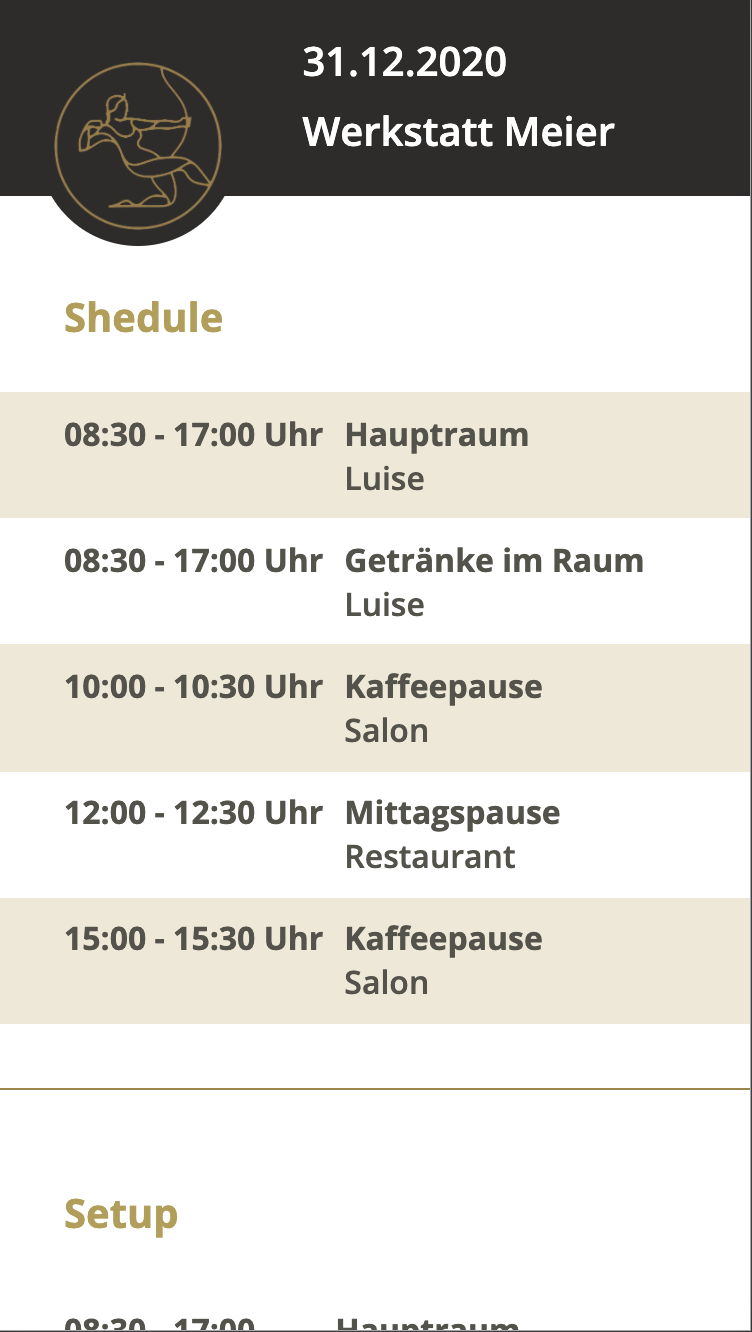 31.12.2020
Werkstatt Meier
Shedule
08:30 - 17:00 Uhr Hauptraum
Luise
08:30 - 17:00 Uhr Getränke im Raum
Luise
10:00 - 10:30 Uhr Kaffeepause
Salon
12:00 - 12:30 Uhr Mittagspause
Restaurant
15:00 - 15:30 Uhr Kaffeepause
Salon
Setup
08:30 - 17:00 Hauptraum